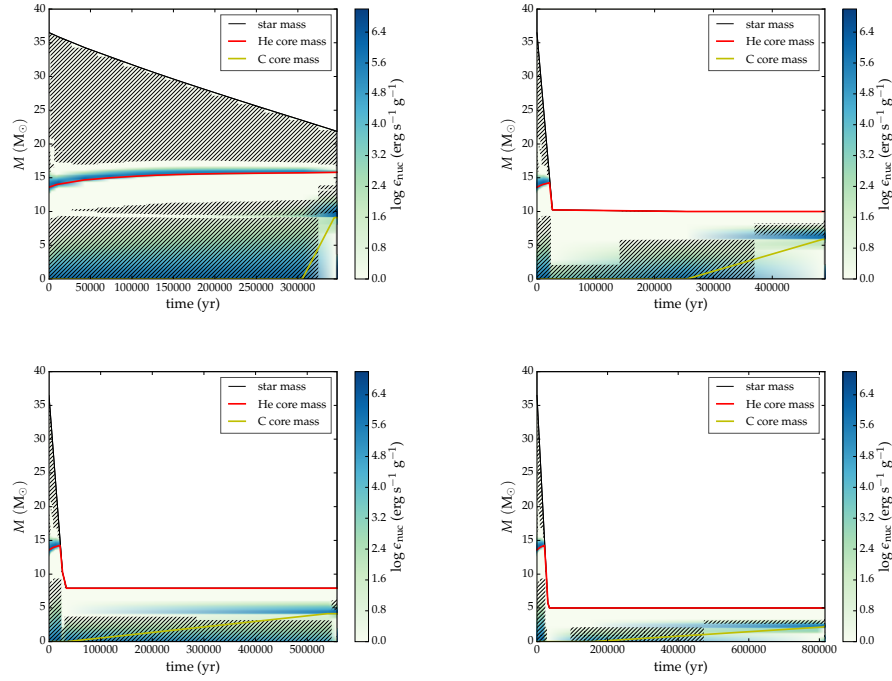 40
35
30
25
20
15
10
5
0
M (M⊙)
star mass
He core mass
C core mass
0 50000 100000 150000 200000 250000 300000
time (yr)
6.4
5.6
4.8
4.0
3.2
2.4
1.6
0.8
0.0
log ϵnuc (erg s−1 g−1)
40
35
30
25
20
15
10
5
0
M (M⊙)
star mass
He core mass
C core mass
0 100000 200000 300000 400000
time (yr)
6.4
5.6
4.8
4.0
3.2
2.4
1.6
0.8
0.0
log ϵnuc (erg s−1 g−1)
40
35
30
25
20
15
10
5
0
M (M⊙)
star mass
He core mass
C core mass
0 100000 200000 300000 400000 500000
time (yr)
6.4
5.6
4.8
4.0
3.2
2.4
1.6
0.8
0.0
log ϵnuc (erg s−1 g−1)
40
35
30
25
20
15
10
5
0
M (M⊙)
star mass
He core mass
C core mass
0 200000 400000 600000 800000
time (yr)
6.4
5.6
4.8
4.0
3.2
2.4
1.6
0.8
0.0
log ϵnuc (erg s−1 g−1)